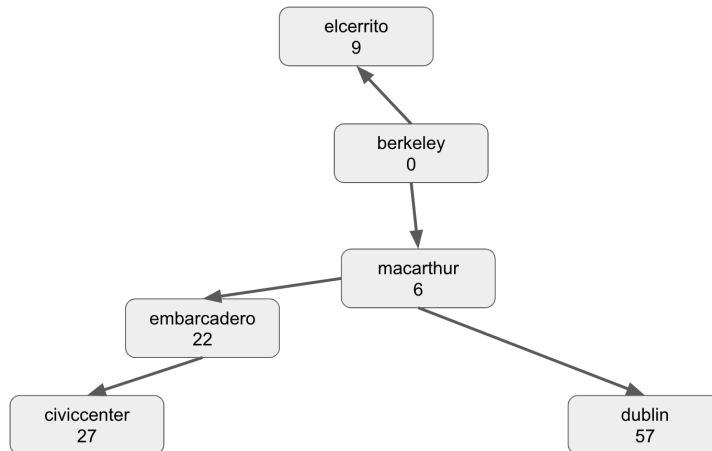 elcerrito
9
berkeley
0
macarthur
6
embarcadero
22
civiccenter
27
dublin
57